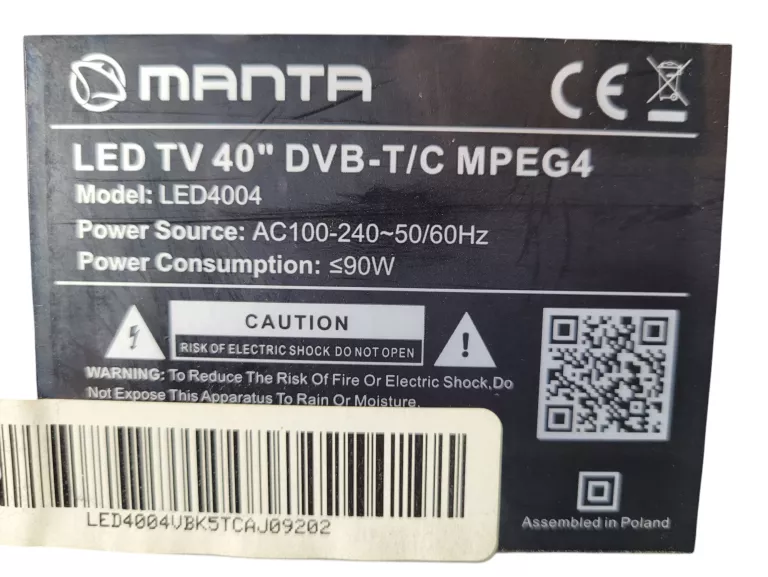 MANTA
CE
LED TV 40" DVB-T/C MPEG4
Model: LED4004
Power Source: AC100-240~50/60Hz
Power Consumption: ≤90W
CAUTION
RISK OF ELECTRIC SHOCK DO NOT OPEN
WARNING: To Reduce The Risk Of Fire Or Electric Shock,Do
Not Expose This Apparatus To Rain Or Moisture.
LED4004VBK5TCAJ09202
Assembled in Poland